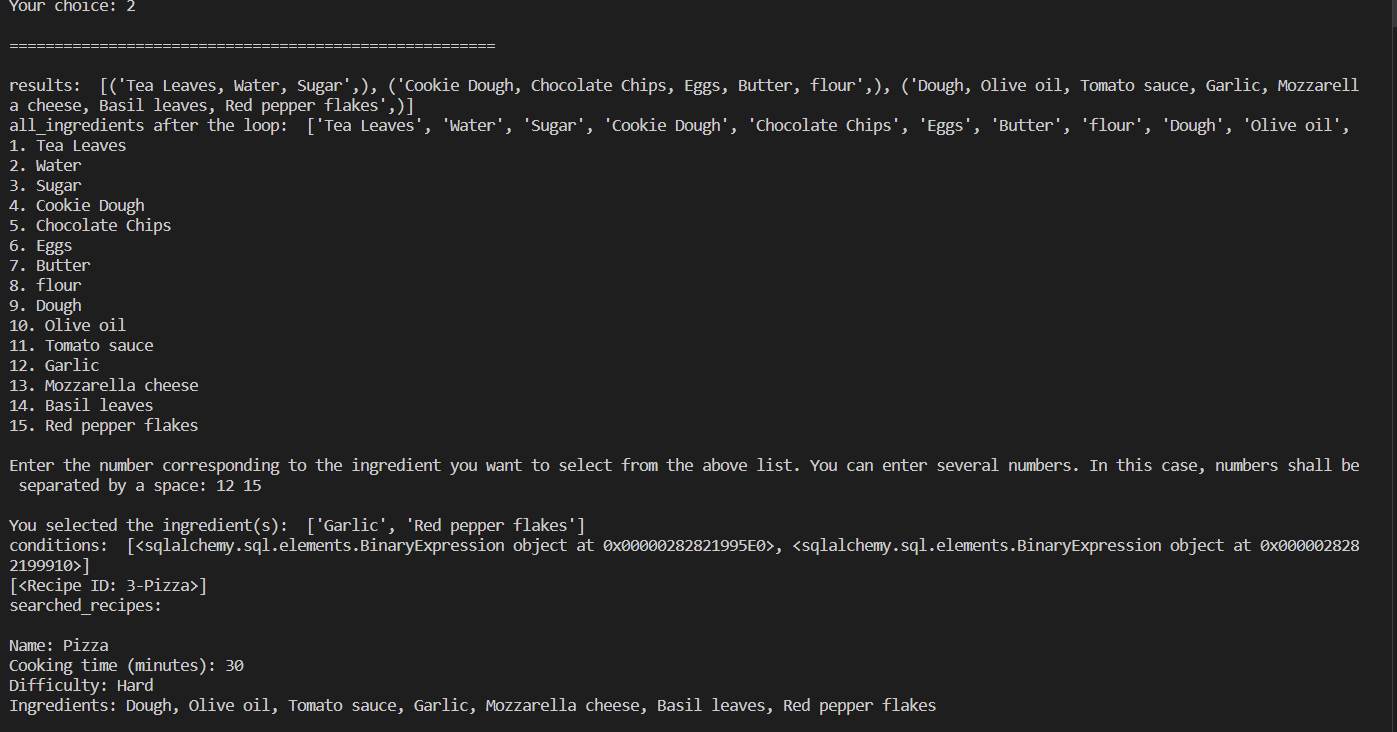 Your choice: 2
======================================================
results:  [('Tea Leaves, Water, Sugar',), ('Cookie Dough, Chocolate Chips, Eggs, Butter, flour',), ('Dough, Olive oil, Tomato sauce, Garlic, Mozzarell
a cheese, Basil leaves, Red pepper flakes',)]
all_ingredients after the loop:  ['Tea Leaves', 'Water', 'Sugar', 'Cookie Dough', 'Chocolate Chips', 'Eggs', 'Butter', 'flour', 'Dough', 'Olive oil',
1. Tea Leaves
2. Water
3. Sugar
4. Cookie Dough
5. Chocolate Chips
6. Eggs
7. Butter
8. flour
9. Dough
10. Olive oil
11. Tomato sauce
12. Garlic
13. Mozzarella cheese
14. Basil leaves
15. Red pepper flakes
Enter the number corresponding to the ingredient you want to select from the above list. You can enter several numbers. In this case, numbers shall be
 separated by a space: 12 15
You selected the ingredient(s):  ['Garlic', 'Red pepper flakes']
conditions:  [<sqlalchemy.sql.elements.BinaryExpression object at 0x00000282821995E0>, <sqlalchemy.sql.elements.BinaryExpression object at 0x000002828
2199910>]
[<Recipe ID: 3-Pizza>]
searched_recipes:
Name: Pizza
Cooking time (minutes): 30
Difficulty: Hard
Ingredients: Dough, Olive oil, Tomato sauce, Garlic, Mozzarella cheese, Basil leaves, Red pepper flakes